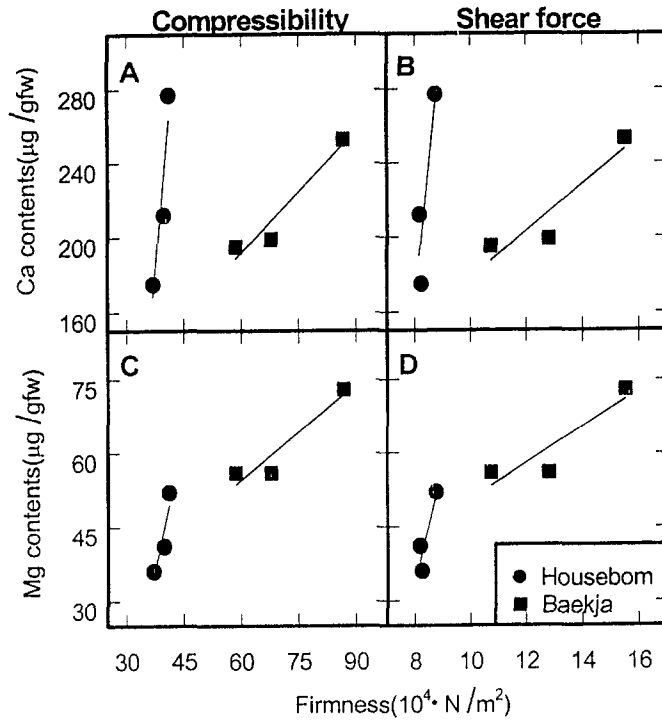 Compressibility Shear force
A B
Ca contents(μg /gfw)
280
240
200
160
C D
Mg contents(μg /gfw)
75
60
45
30
Housebom
Baekja
30 45 60 75 90 8 10 12 14 16
Firmness(10⁴· N /m²)